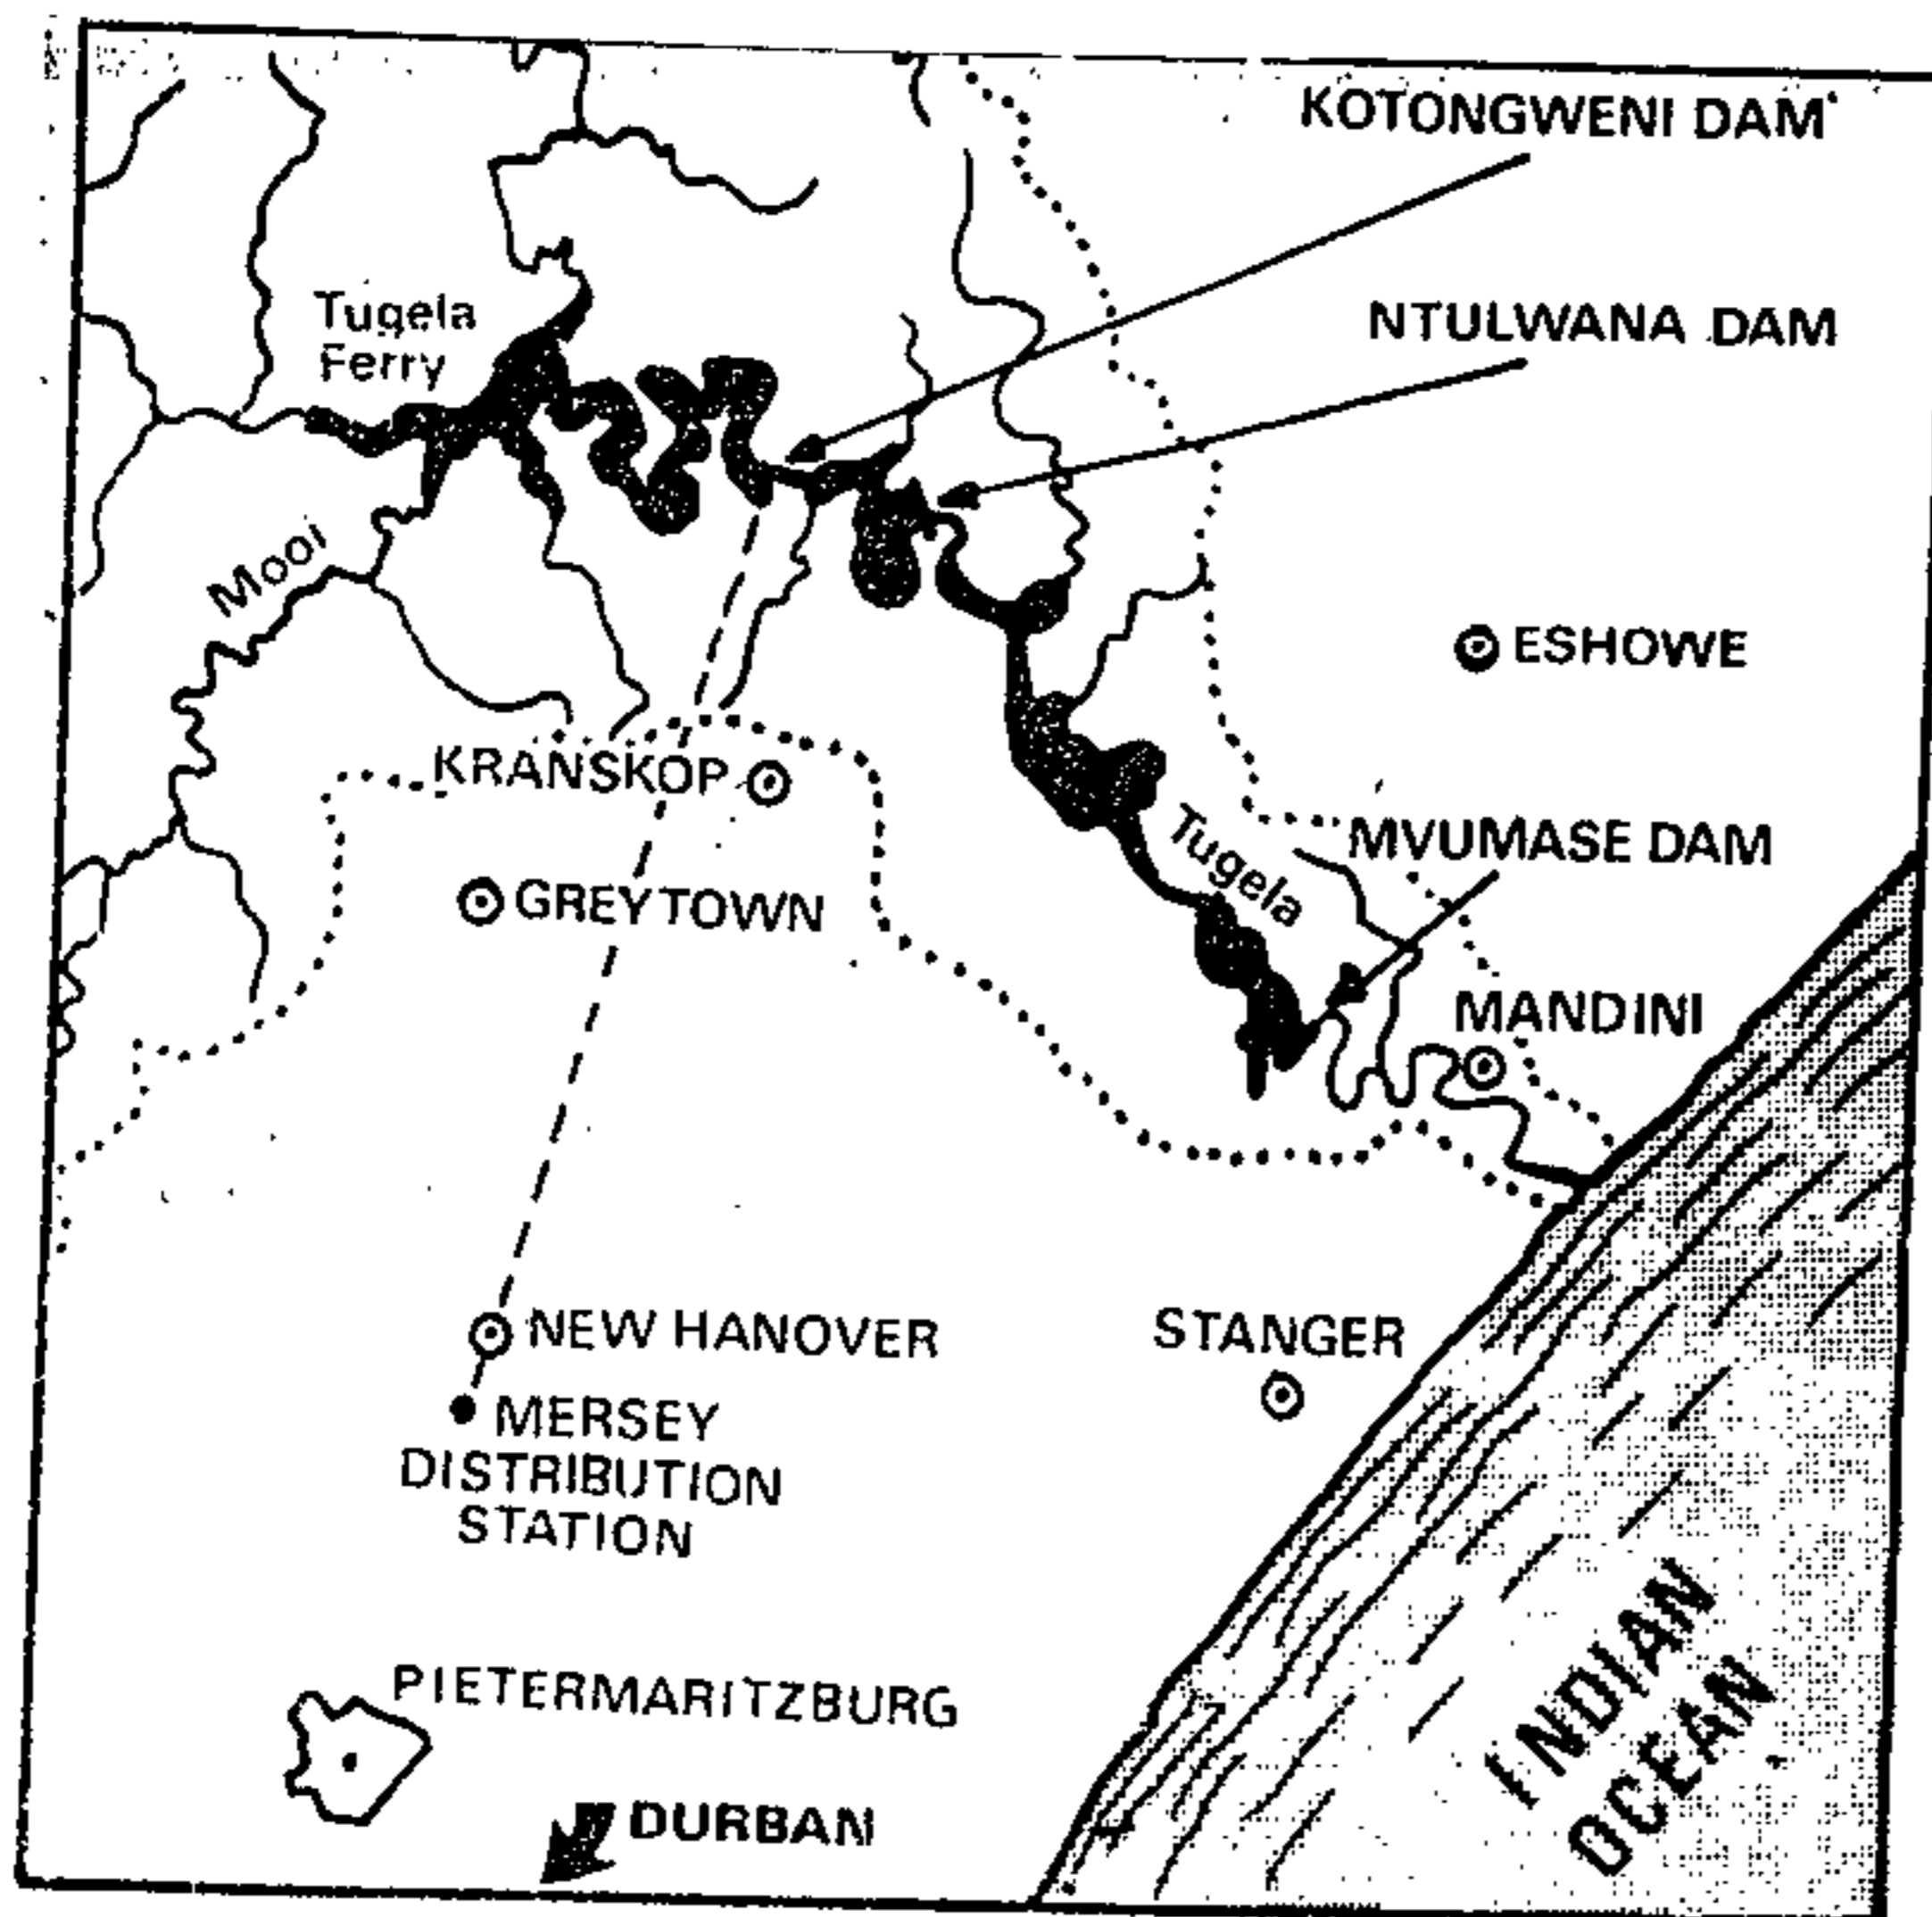 KOTONGWENI DAM
NTULWANA DAM
Tugela
Ferry
Mooi
ESHOWE
KRANSKOP
Tugela
MVUMASE DAM
GREYTOWN
MANDINI
NEW HANOVER
STANGER
MERSEY
DISTRIBUTION
STATION
PIETERMARITZBURG
DURBAN
INDIAN
OCEAN